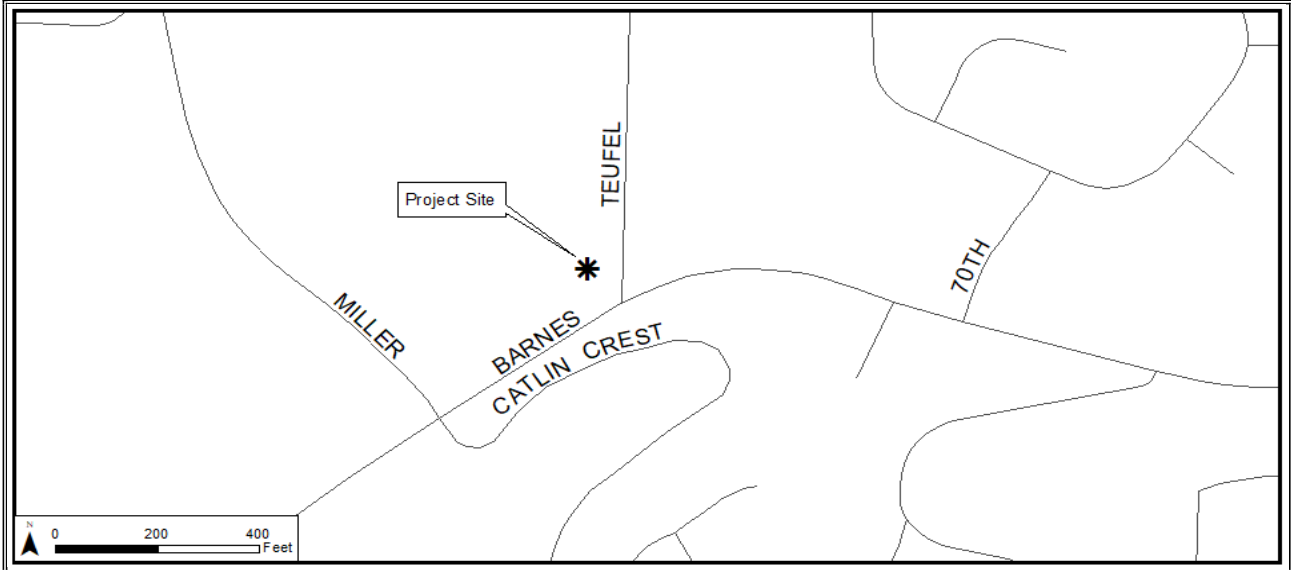 TEUFEL
Project Site
70TH
MILLER
BARNES
CATLIN CREST
N
0 200 400
Feet